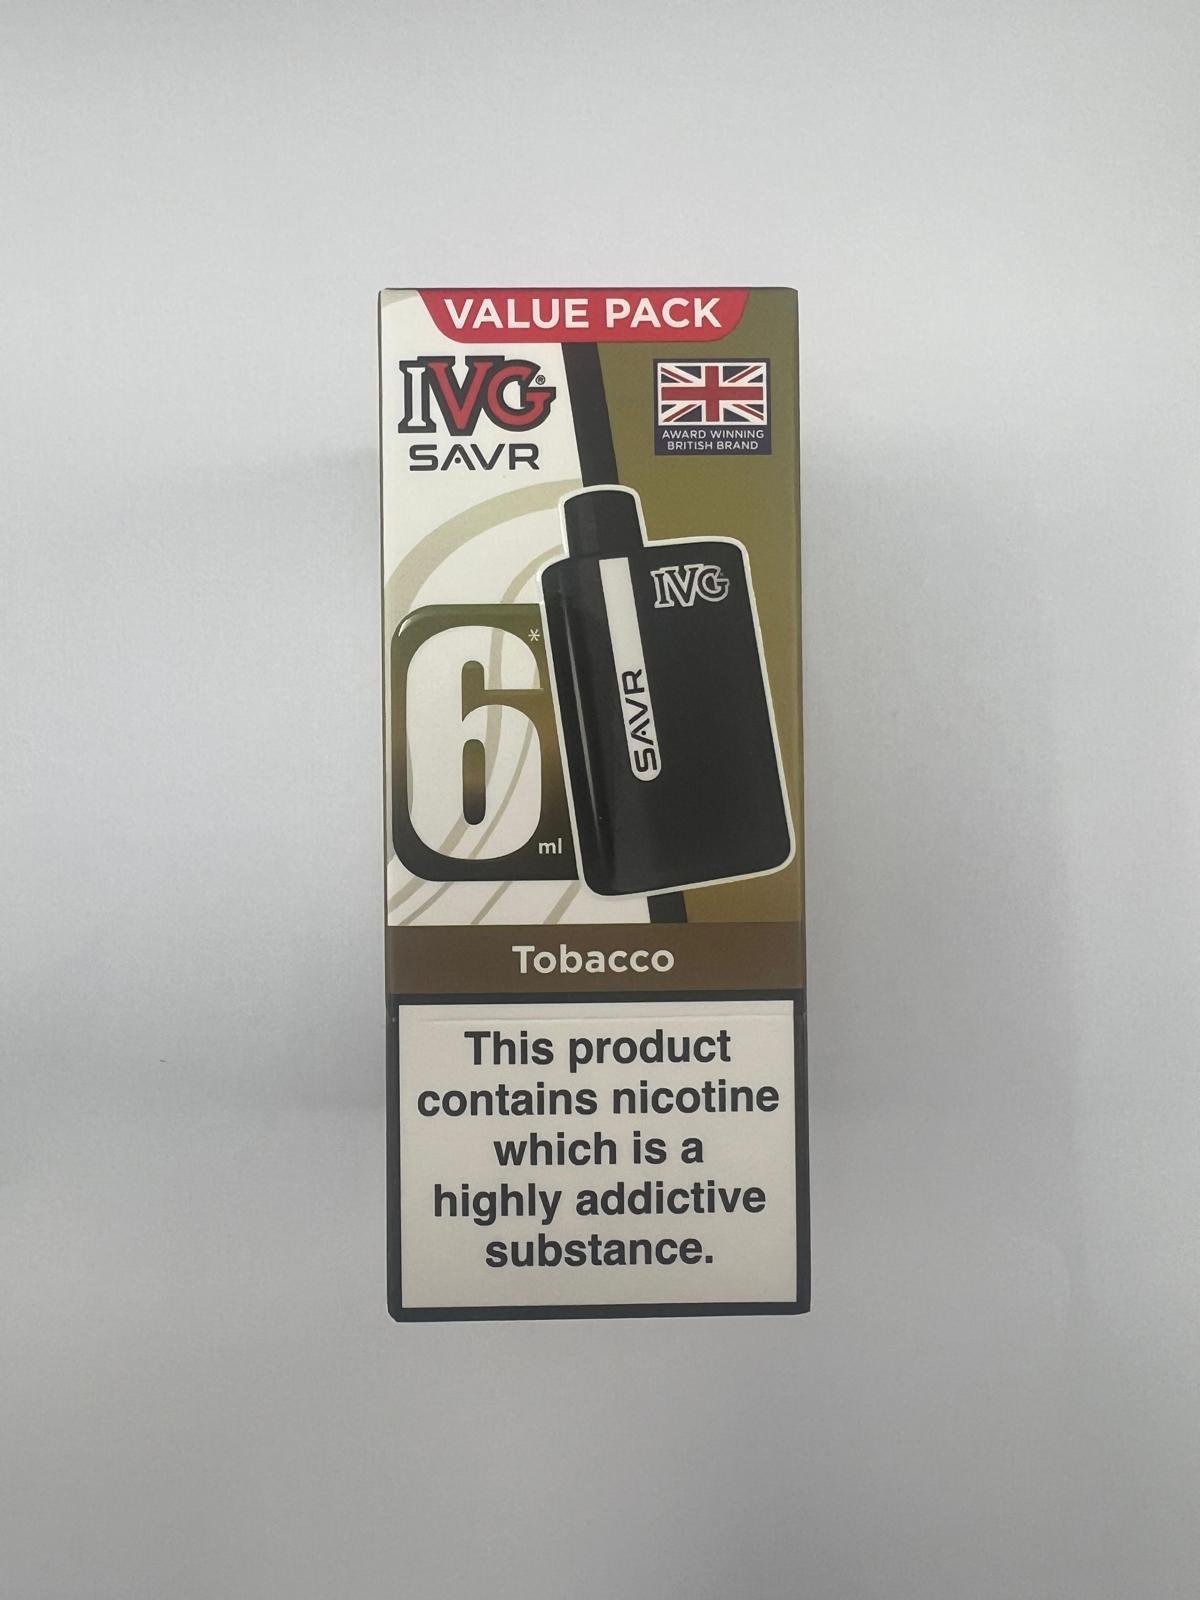 VALUE PACK
IVG®
SAVR
AWARD WINNING
BRITISH BRAND
IVG
SAVR
6*
ml
Tobacco
This product
contains nicotine
which is a
highly addictive
substance.